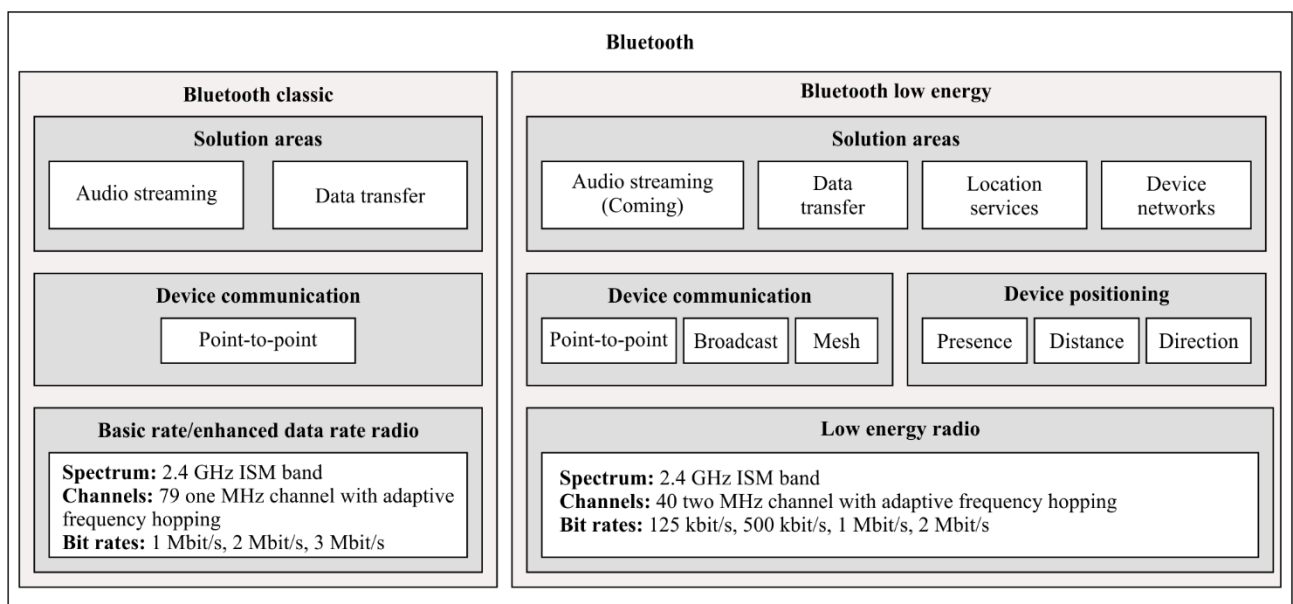 Bluetooth
Bluetooth classic
Solution areas
Audio streaming
Data transfer
Device communication
Point-to-point
Basic rate/enhanced data rate radio
Spectrum: 2.4 GHz ISM band
Channels: 79 one MHz channel with adaptive
frequency hopping
Bit rates: 1 Mbit/s, 2 Mbit/s, 3 Mbit/s
Bluetooth low energy
Solution areas
Audio streaming
(Coming)
Data
transfer
Location
services
Device
networks
Device communication
Point-to-point
Broadcast
Mesh
Device positioning
Presence
Distance
Direction
Low energy radio
Spectrum: 2.4 GHz ISM band
Channels: 40 two MHz channel with adaptive frequency hopping
Bit rates: 125 kbit/s, 500 kbit/s, 1 Mbit/s, 2 Mbit/s